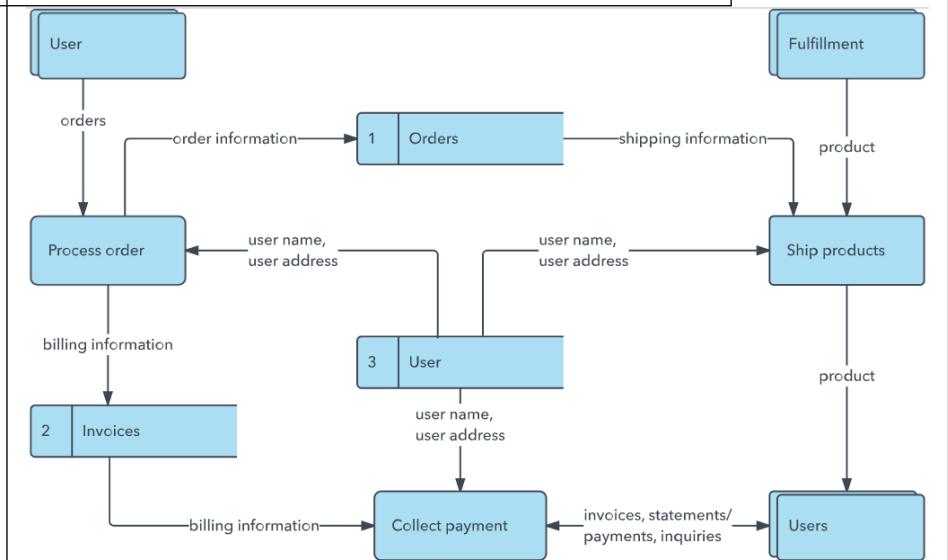 User
Fulfillment
orders
order information
1
Orders
shipping information
product
Process order
user name,
user address
user name,
user address
Ship products
billing information
3
User
product
user name,
user address
2
Invoices
billing information
Collect payment
invoices, statements/
payments, inquiries
Users